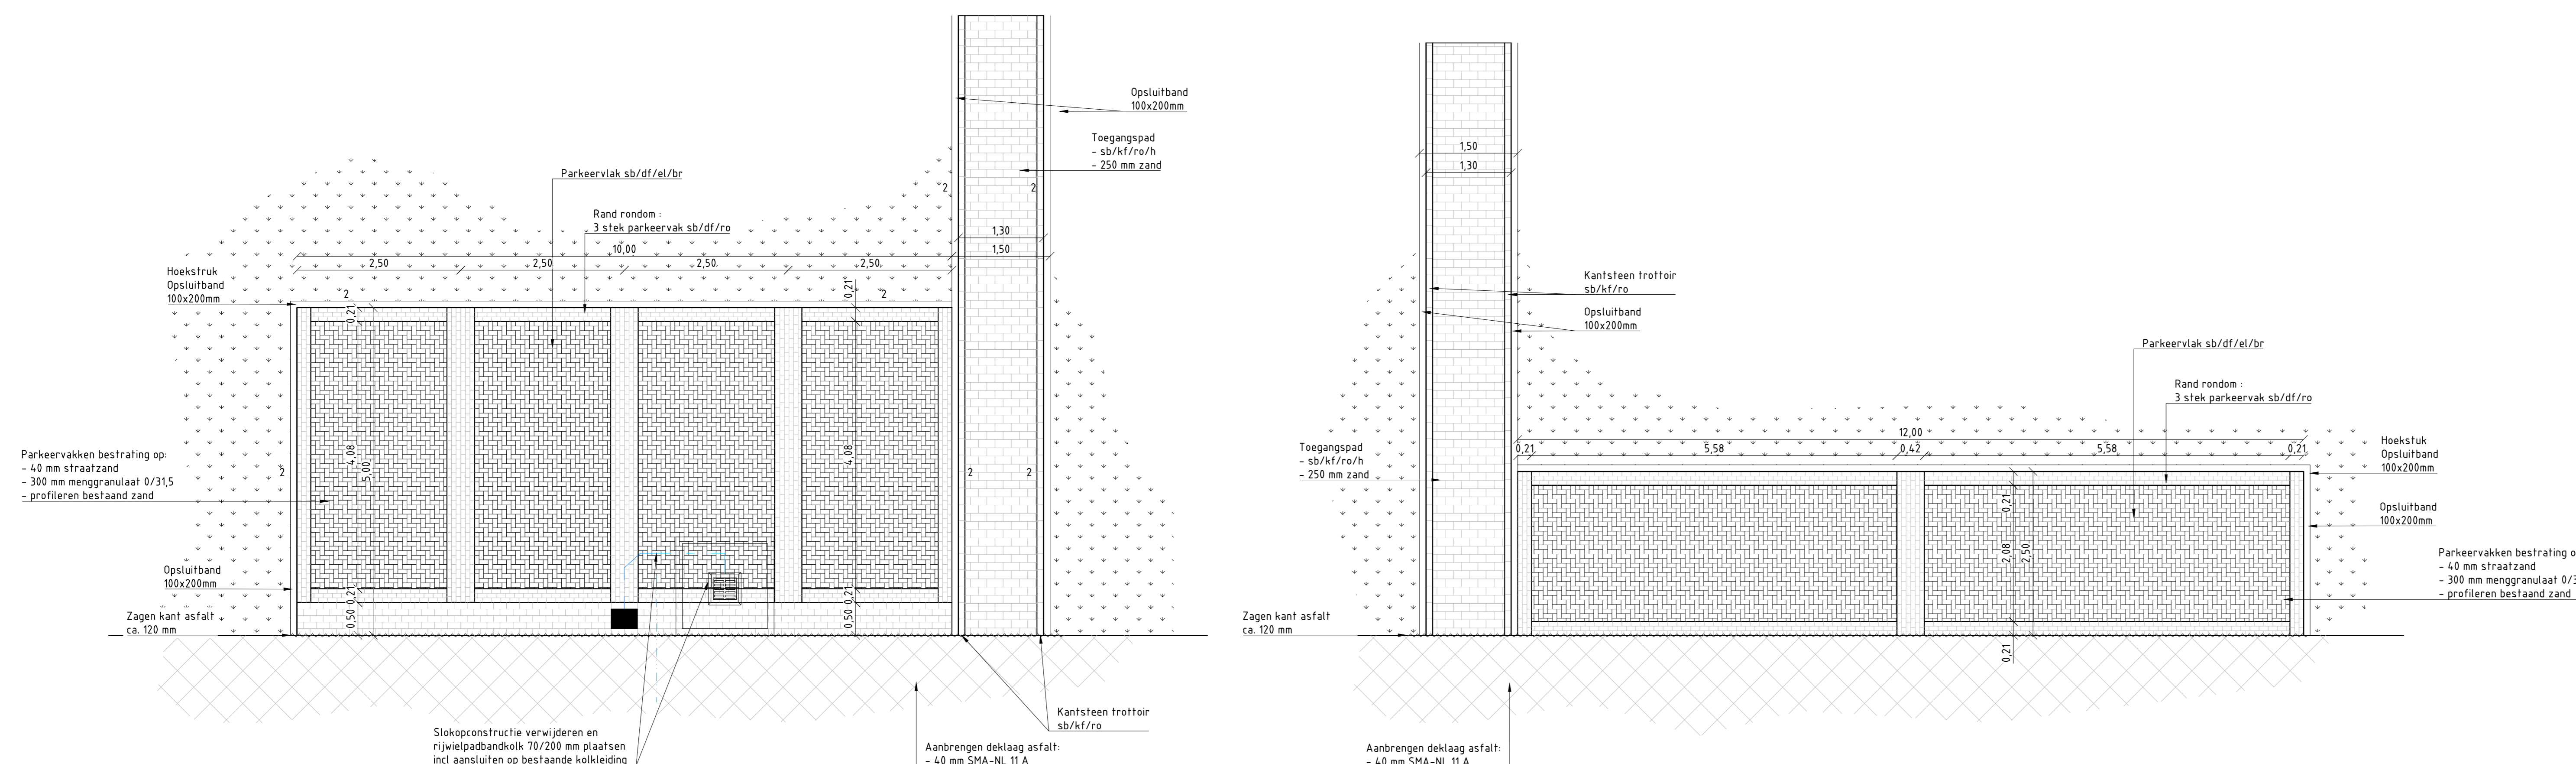 Opsluitband
100x200mm
Toegangspad
- sb/kf/ro/h
- 250 mm zand
2
2
Parkeervlak sb/df/el/br
Rand rondom :
3 stek parkeervak sb/df/ro
1,30
1,50
10,00
2,50
2,50
2,50
2,50
Hoekstruk
Opsluitband
100x200mm
2
2
0,21
0,21
4,08
5,00
4,08
2
2
2
Parkeervakken bestrating op:
- 40 mm straatzand
- 300 mm menggranulaat 0/31,5
- profileren bestaand zand
Opsluitband
100x200mm
0,21
0,21
0,50
0,50
Zagen kant asfalt
ca. 120 mm
Kantsteen trottoir
sb/kf/ro
Slokopconstructie verwijderen en
rijwielpadbandkolk 70/200 mm plaatsen
incl aansluiten op bestaande kolkleiding
Aanbrengen deklaag asfalt:
- 40 mm SMA-NL 11 A
1,50
1,30
Kantsteen trottoir
sb/kf/ro
Opsluitband
100x200mm
Parkeervlak sb/df/el/br
Rand rondom :
3 stek parkeervak sb/df/ro
12,00
0,21
5,58
0,42
5,58
0,21
Toegangspad
- sb/kf/ro/h
- 250 mm zand
Hoekstuk
Opsluitband
100x200mm
0,21
2,08
2,50
0,21
Opsluitband
100x200mm
Parkeervakken bestrating o
- 40 mm straatzand
- 300 mm menggranulaat 0/3
- profileren bestaand zand
Zagen kant asfalt
ca. 120 mm
Aanbrengen deklaag asfalt:
- 40 mm SMA-NL 11 A